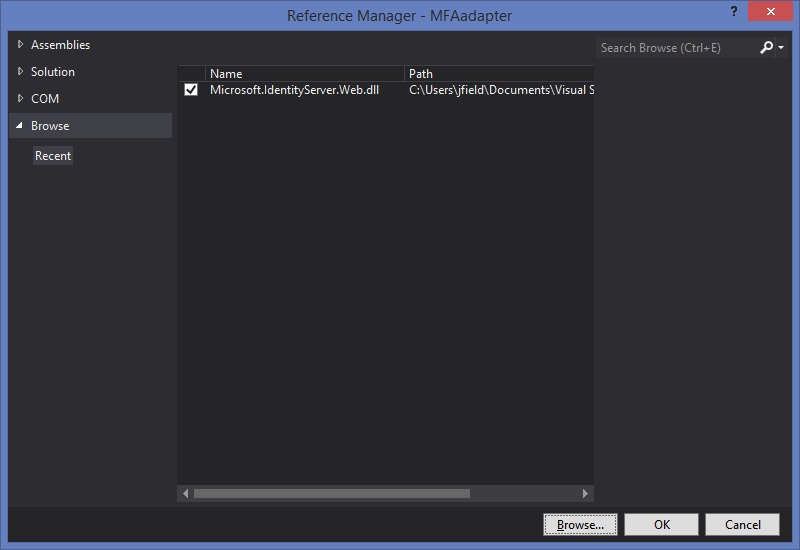 Reference Manager - MFAadapter
?
Assemblies
Solution
COM
Browse
Recent
Search Browse (Ctrl+E)
Name Path
Microsoft.IdentityServer.Web.dll C:\Users\jfield\Documents\Visual S
Browse... OK Cancel